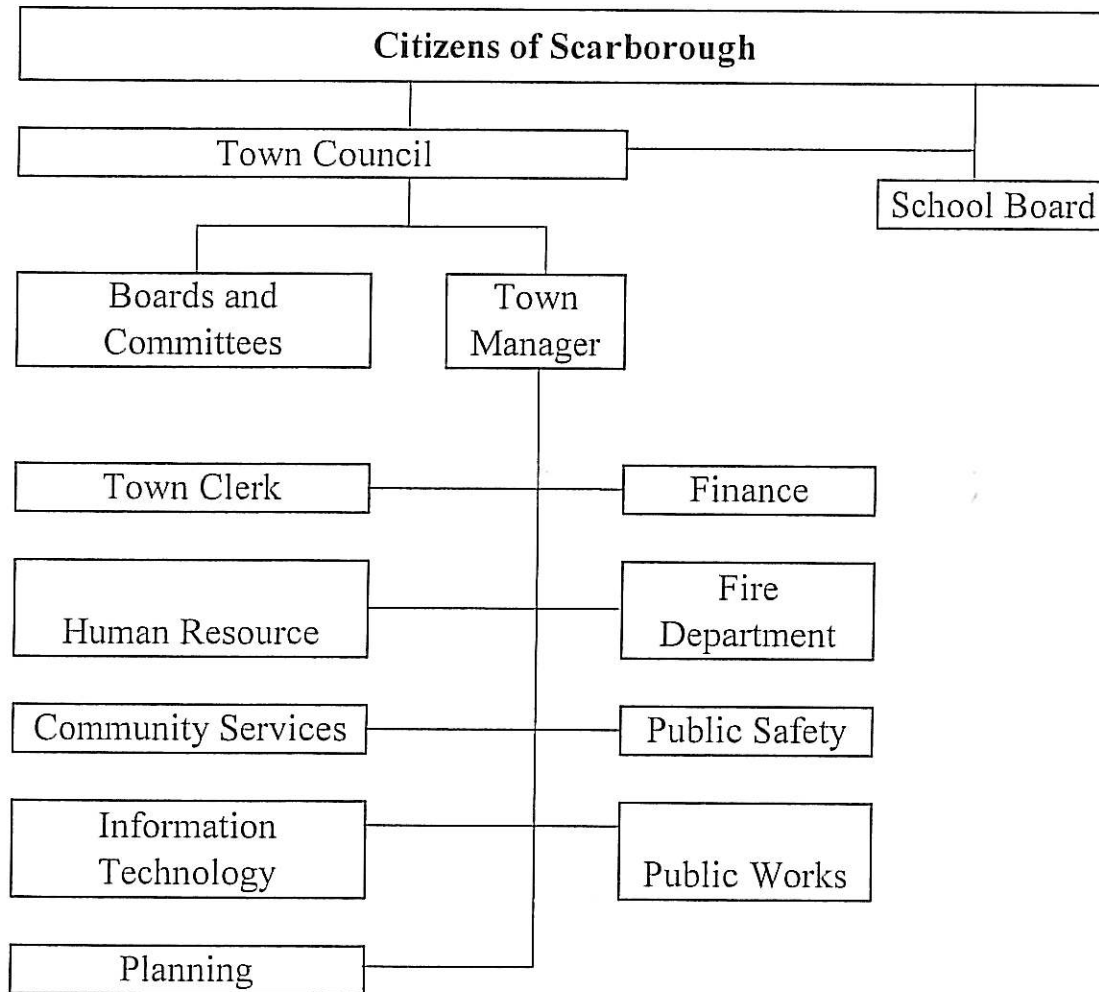 Citizens of Scarborough
Town Council
School Board
Boards and
Committees
Town
Manager
Town Clerk
Finance
Human Resource
Fire
Department
Community Services
Public Safety
Information
Technology
Public Works
Planning